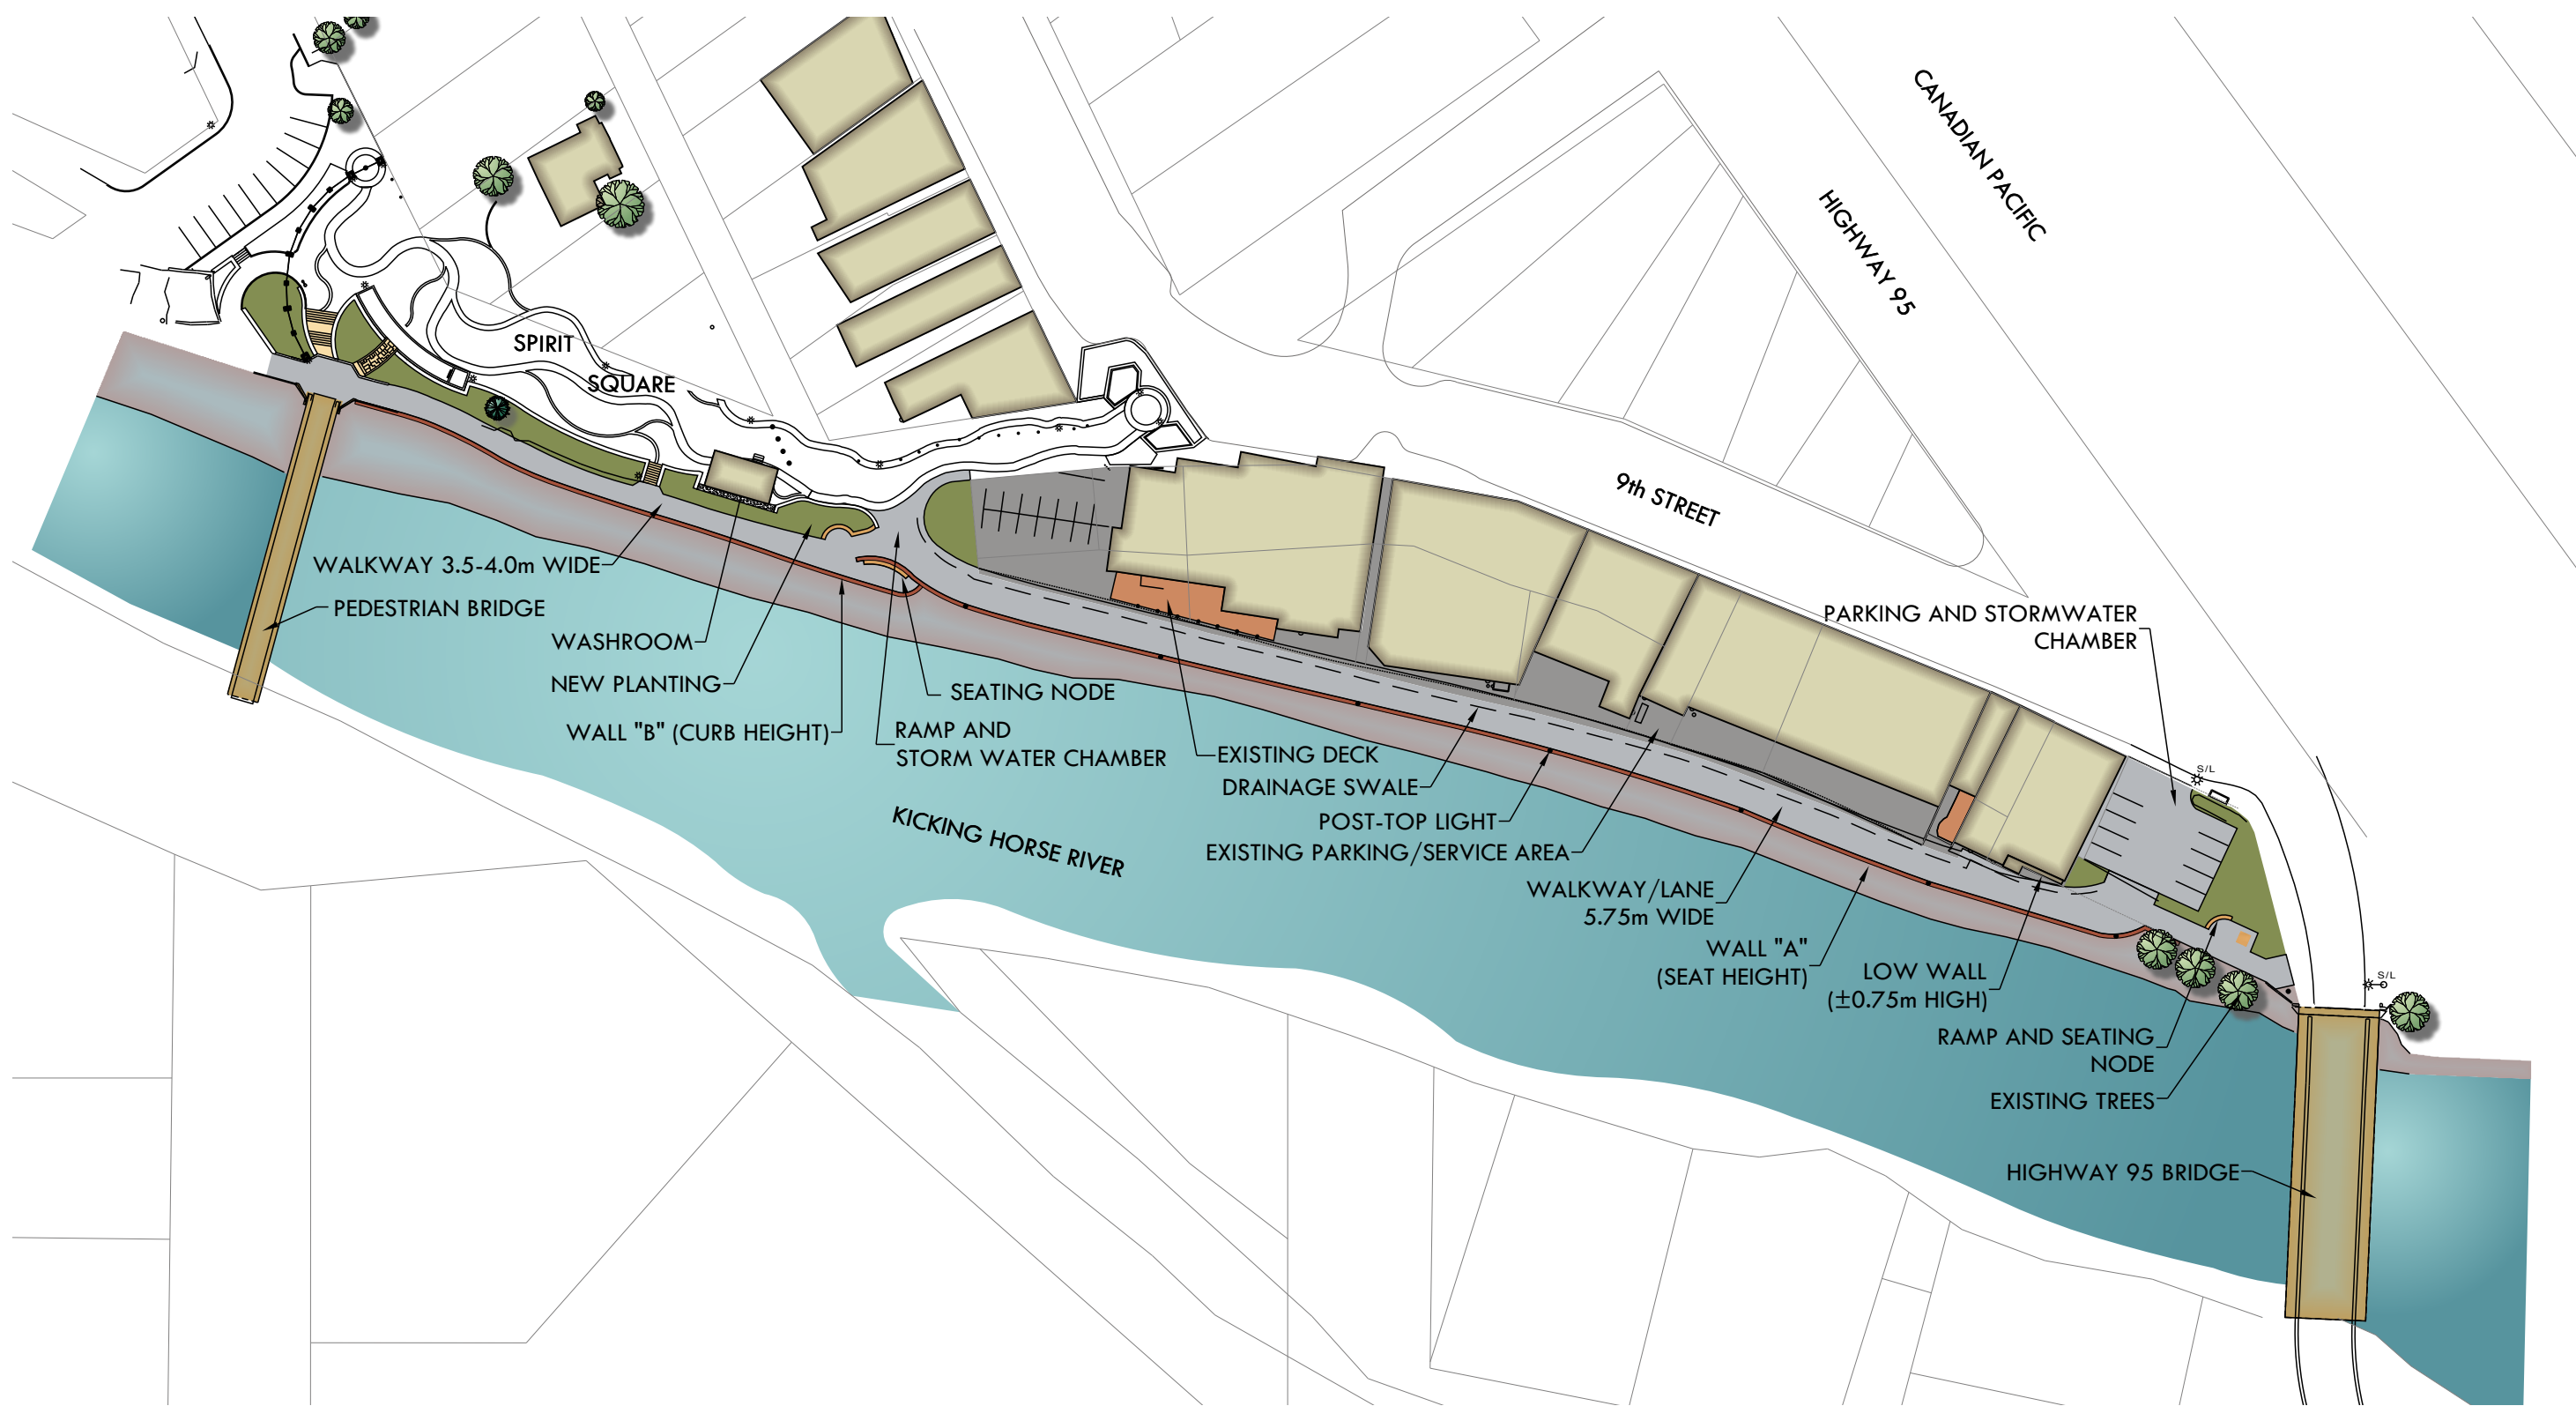 CANADIAN PACIFIC
HIGHWAY 95
SPIRIT
SQUARE
9th STREET
WALKWAY 3.5-4.0m WIDE
PEDESTRIAN BRIDGE
WASHROOM
NEW PLANTING
WALL "B" (CURB HEIGHT)
SEATING NODE
RAMP AND
STORM WATER CHAMBER
KICKING HORSE RIVER
EXISTING DECK
DRAINAGE SWALE
POST-TOP LIGHT
EXISTING PARKING/SERVICE AREA
WALKWAY/LANE
5.75m WIDE
WALL "A"
(SEAT HEIGHT)
LOW WALL
(±0.75m HIGH)
PARKING AND STORMWATER
CHAMBER
S/L
S/L
RAMP AND SEATING
NODE
EXISTING TREES
HIGHWAY 95 BRIDGE